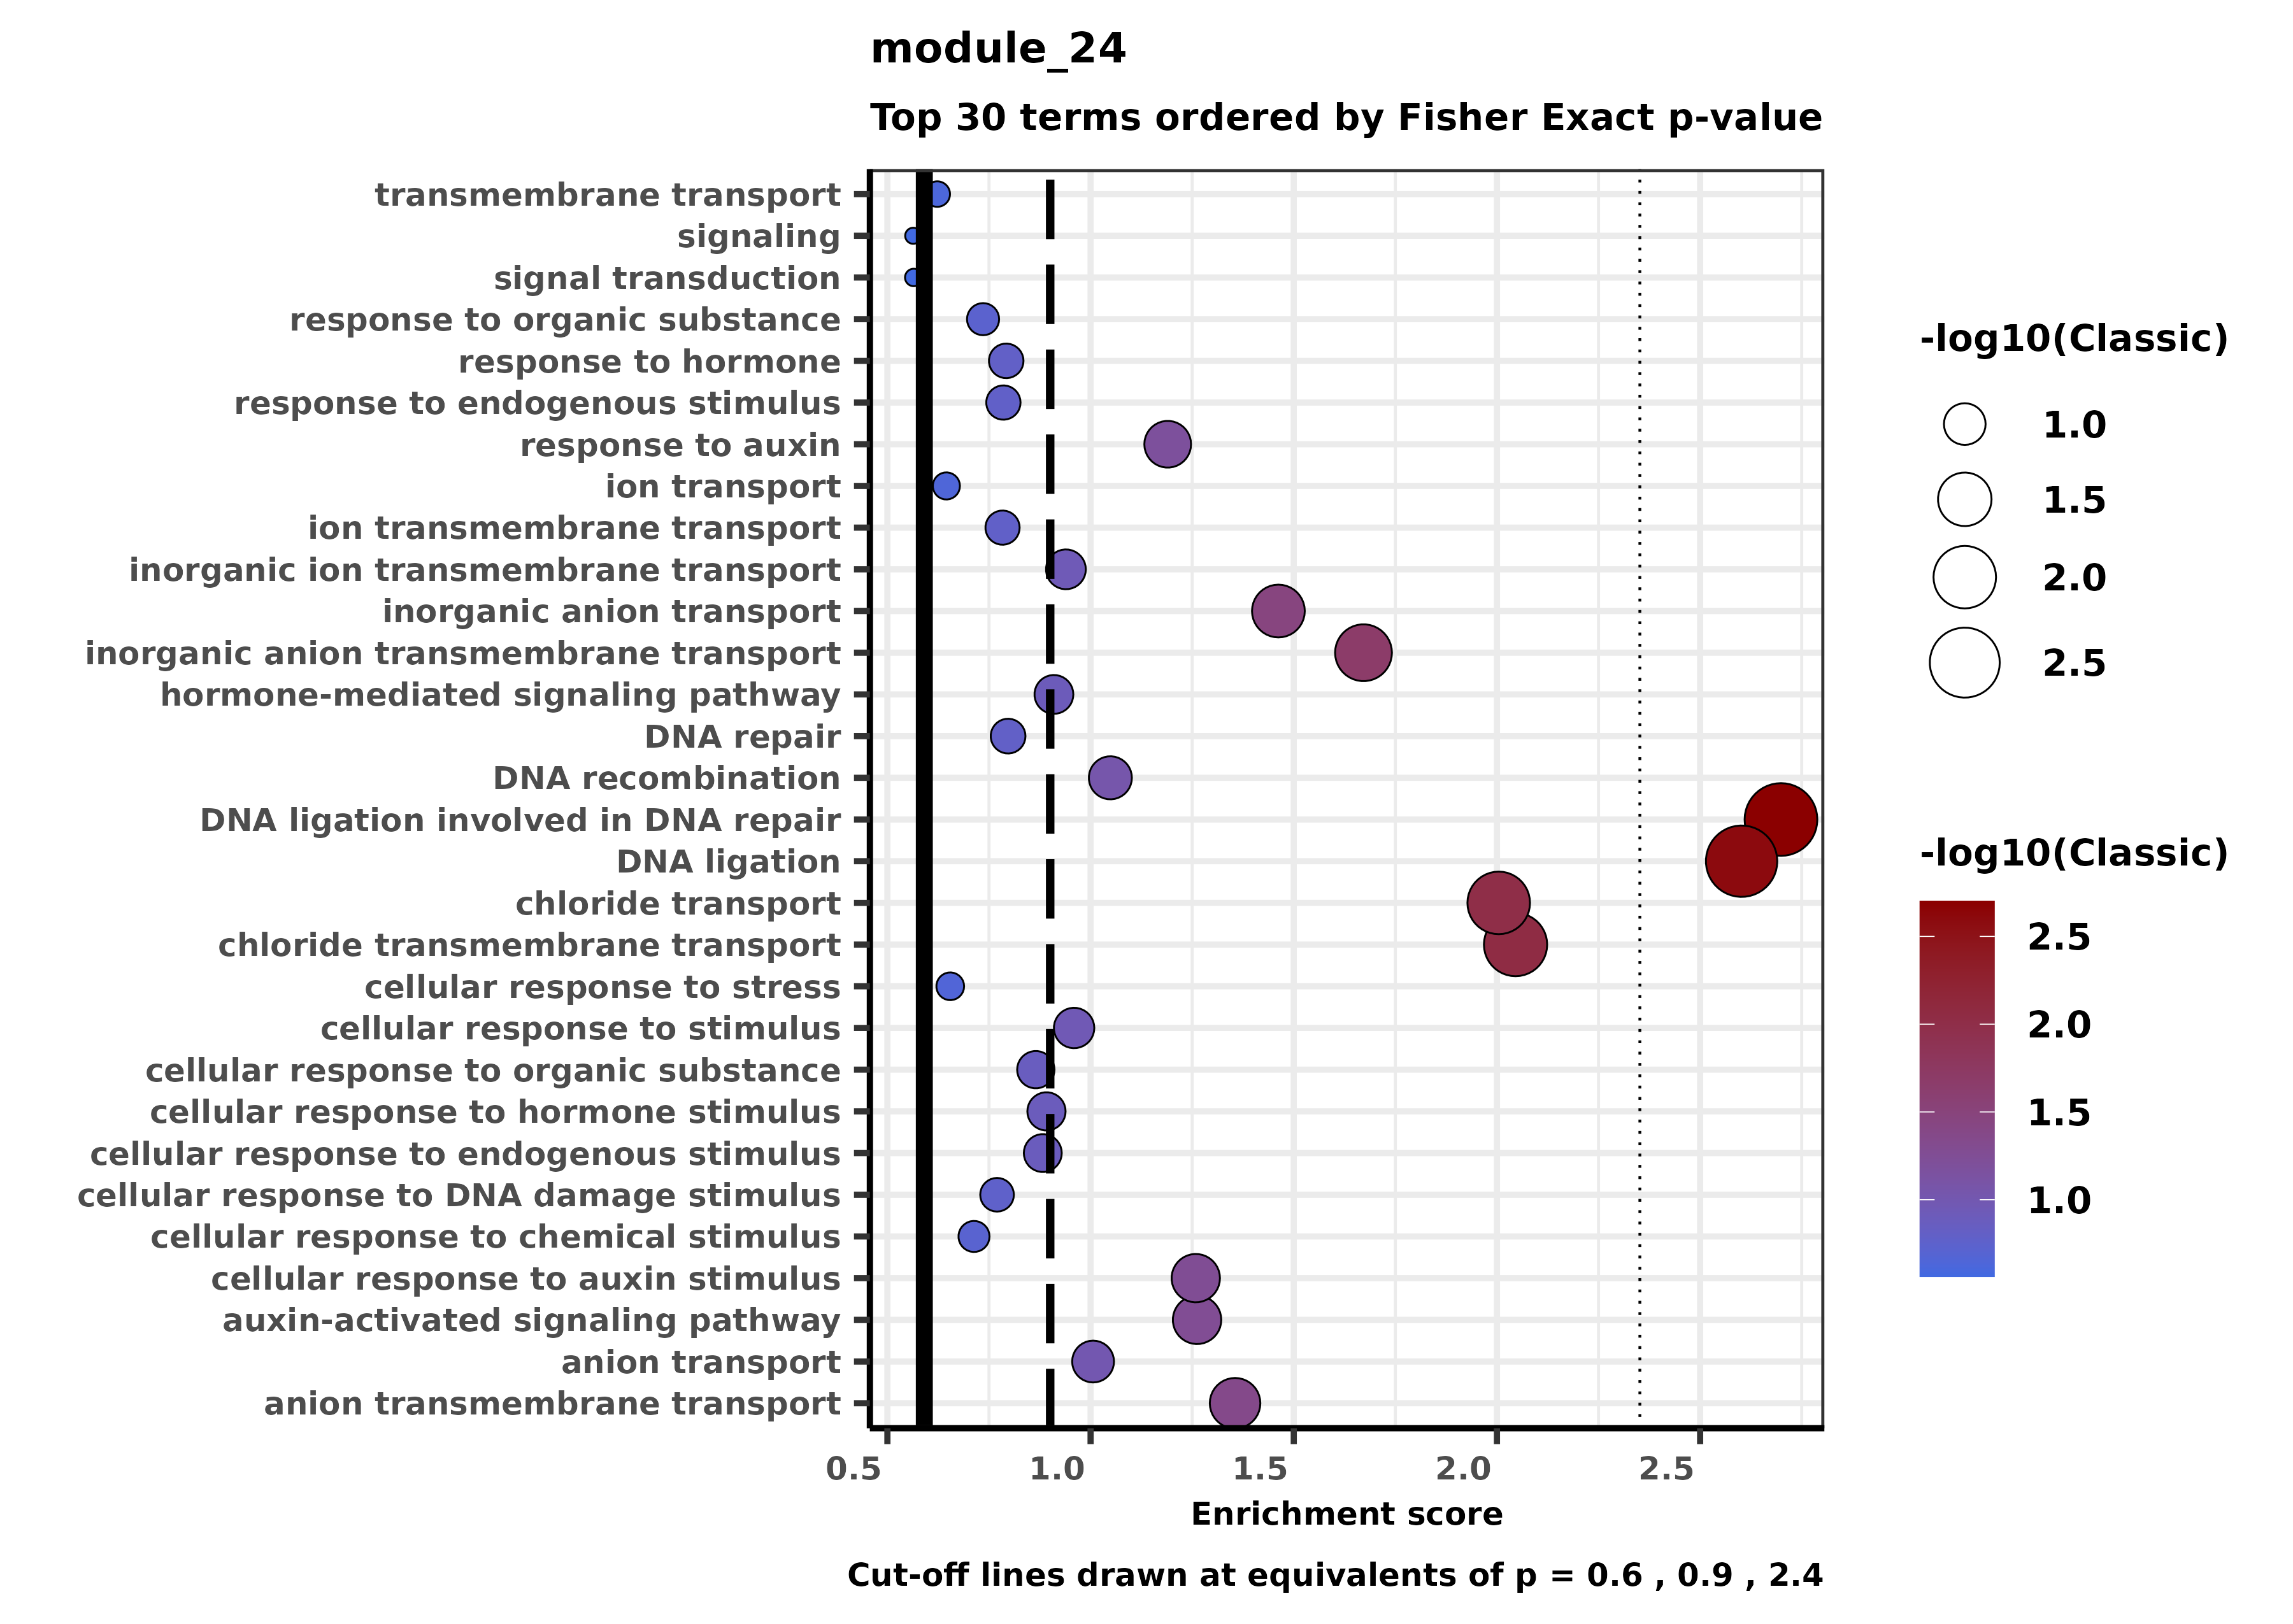 module_24
Top 30 terms ordered by Fisher Exact p-value
transmembrane transport
signaling
signal transduction
response to organic substance
response to hormone
response to endogenous stimulus
response to auxin
ion transport
ion transmembrane transport
inorganic ion transmembrane transport
inorganic anion transport
inorganic anion transmembrane transport
hormone-mediated signaling pathway
DNA repair
DNA recombination
DNA ligation involved in DNA repair
DNA ligation
chloride transport
chloride transmembrane transport
cellular response to stress
cellular response to stimulus
cellular response to organic substance
cellular response to hormone stimulus
cellular response to endogenous stimulus
cellular response to DNA damage stimulus
cellular response to chemical stimulus
cellular response to auxin stimulus
auxin-activated signaling pathway
anion transport
anion transmembrane transport
0.5 1.0 1.5 2.0 2.5
Enrichment score
Cut-off lines drawn at equivalents of p = 0.6 , 0.9 , 2.4
-log10(Classic)
1.0
1.5
2.0
2.5
-log10(Classic)
2.5
2.0
1.5
1.0